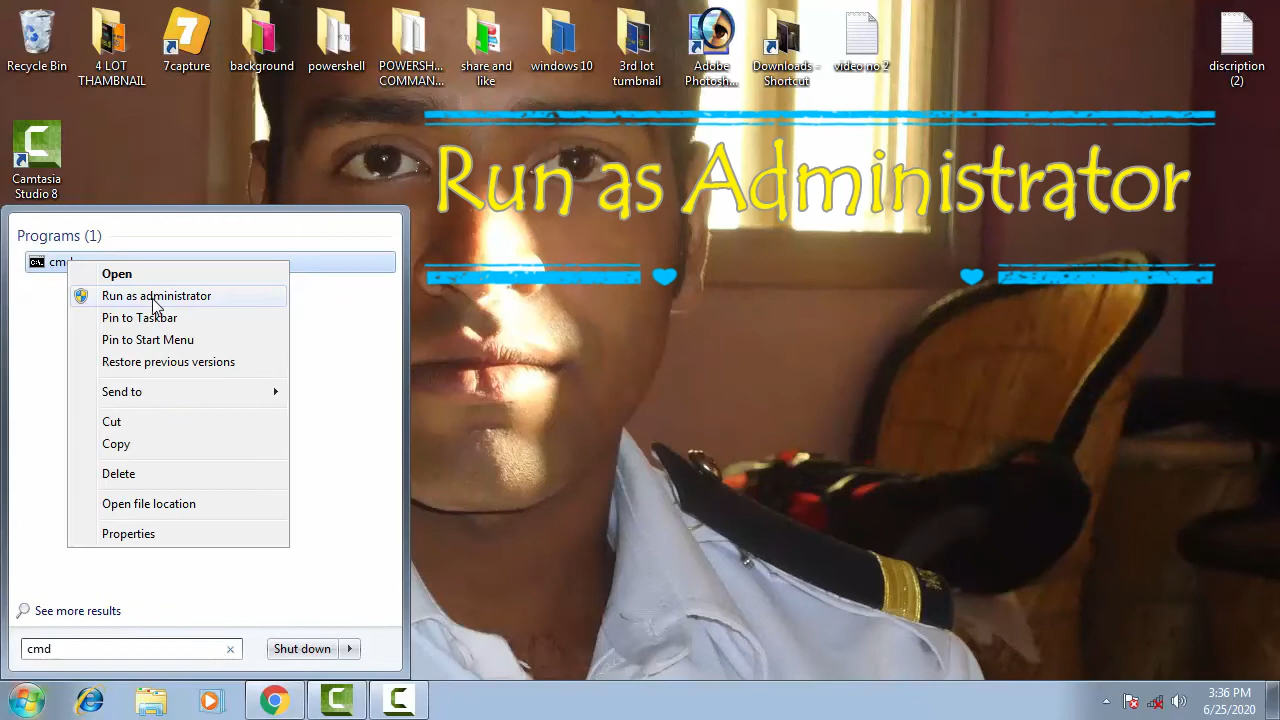 Recycle Bin
4 LOT THAMNAIL
7capture
background
powershell
POWERSH... COMMAN...
share and like
windows 10
3rd lot tumbnail
Adobe Photosh...
Downloads - Shortcut
video no 2
discription (2)
Camtasia Studio 8
Run as Administrator
Programs (1)
cmd
Open
Run as administrator
Pin to Taskbar
Pin to Start Menu
Restore previous versions
Send to
Cut
Copy
Delete
Open file location
Properties
See more results
cmd
Shut down
3:36 PM
6/25/2020